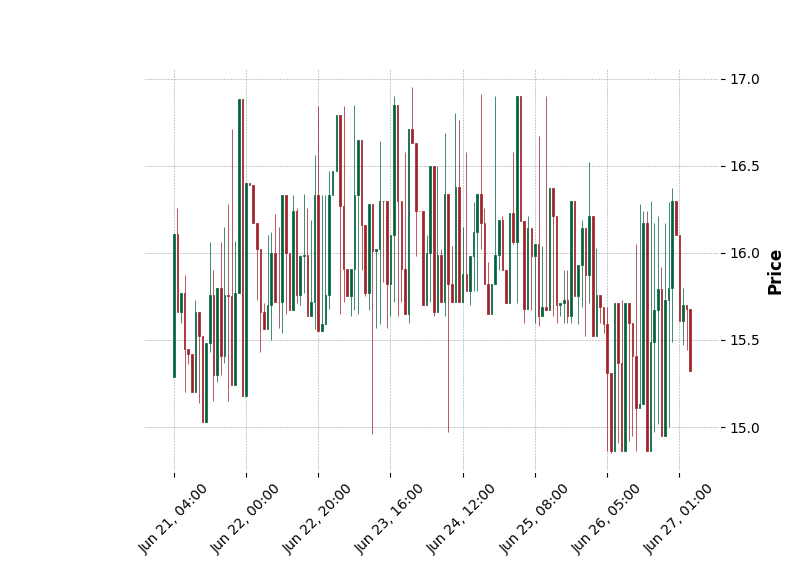 17.0
16.5
16.0
15.5
15.0
Price
Jun 21, 04:00
Jun 22, 00:00
Jun 22, 20:00
Jun 23, 16:00
Jun 24, 12:00
Jun 25, 08:00
Jun 26, 05:00
Jun 27, 01:00